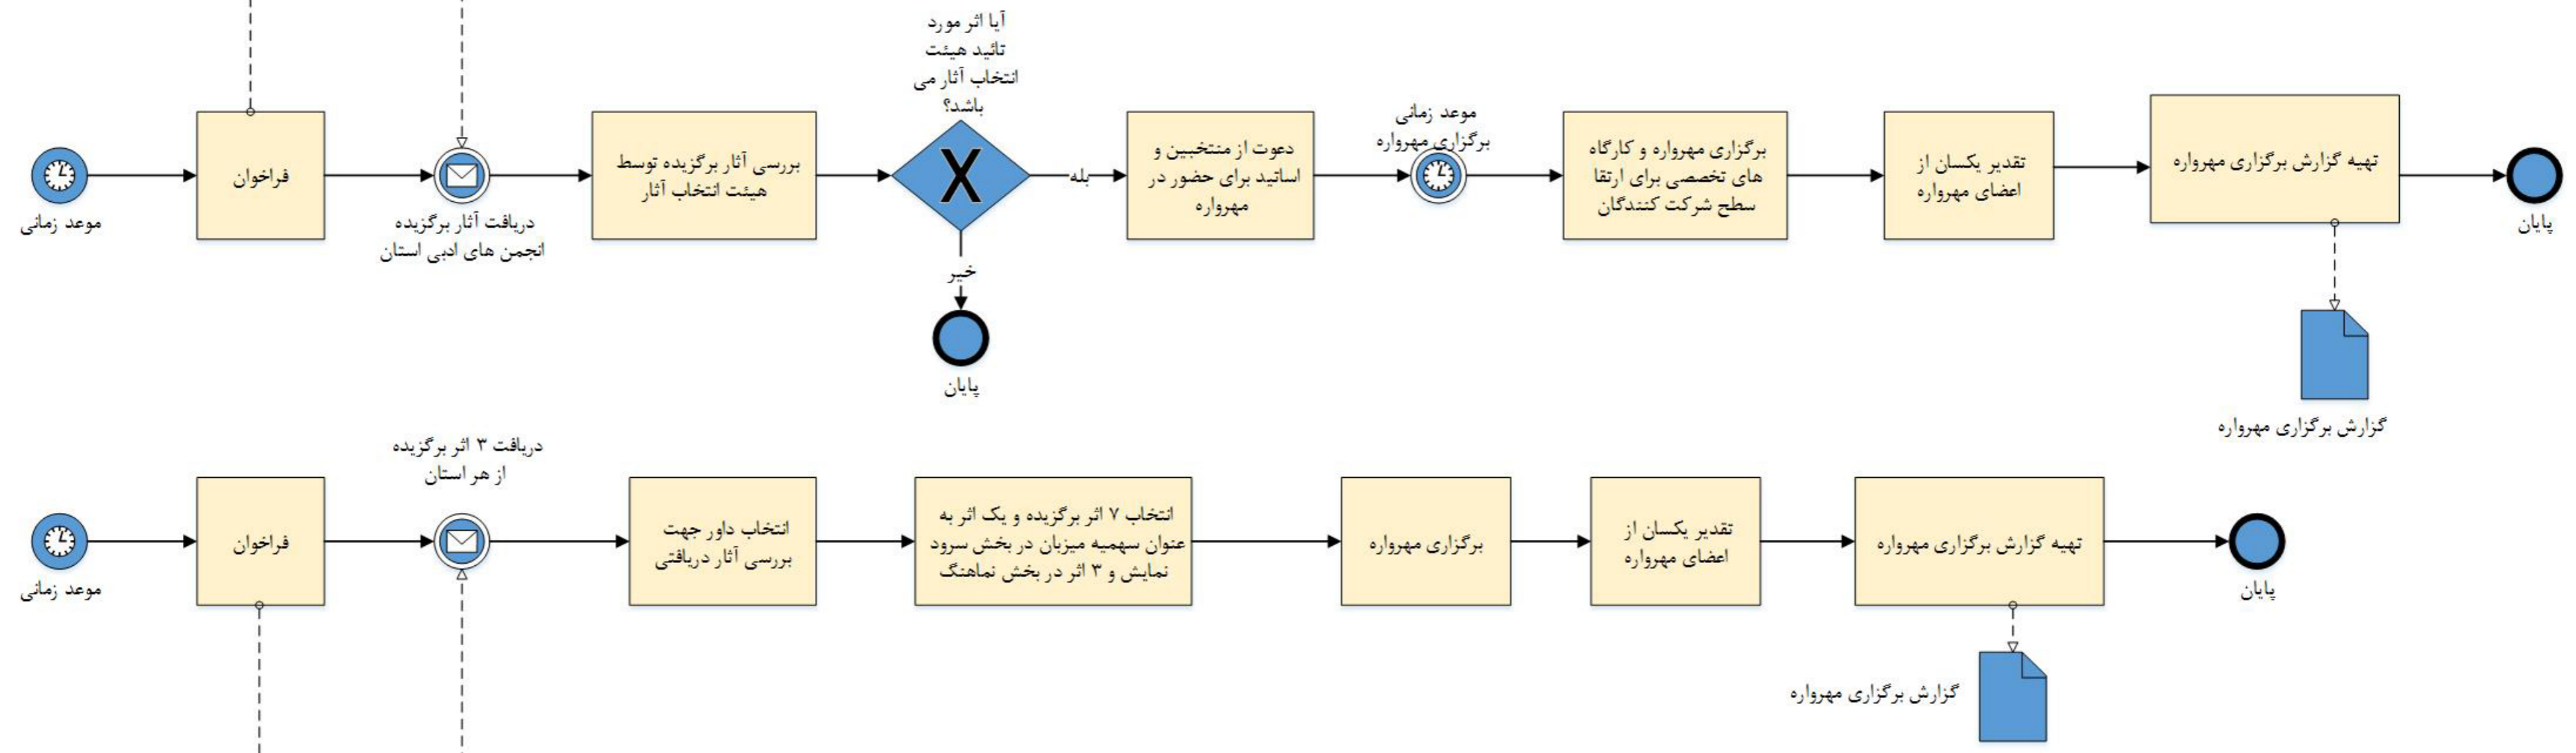 موعد زمانی
فراخوان
دریافت آثار برگزیده
انجمن های ادبی استان
بررسی آثار برگزیده توسط
هیئت انتخاب آثار
آیا اثر مورد
تائید هیئت
انتخاب آثار می
باشد؟
بله
خیر
پایان
دعوت از منتخبین و
اساتید برای حضور در
مهرواره
موعد زمانی
برگزاری مهرواره
برگزاری مهرواره و کارگاه
های تخصصی برای ارتقا
سطح شرکت کنندگان
تقدیر یکسان از
اعضای مهرواره
تهیه گزارش برگزاری مهرواره
گزارش برگزاری مهرواره
پایان
موعد زمانی
فراخوان
دریافت ۳ اثر برگزیده
از هر استان
انتخاب داور جهت
بررسی آثار دریافتی
انتخاب ۷ اثر برگزیده و یک اثر به
عنوان سهمیه میزبان در بخش سرود
نمایش و ۳ اثر در بخش نماهنگ
برگزاری مهرواره
تقدیر یکسان از
اعضای مهرواره
تهیه گزارش برگزاری مهرواره
گزارش برگزاری مهرواره
پایان